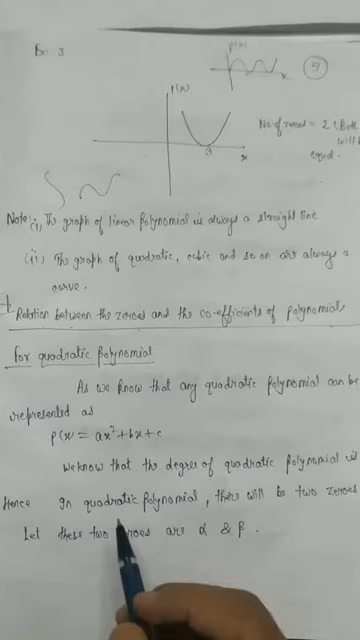 Ex: 3
P(x)
x
5
P(x)
x
No of zeroes = 2 (Both
will b
equal.
Note: (i) The graph of linear polynomial is always a straight line
(ii) The graph of quadratic, cubic and so on are always a
curve.
Relation between the zeroes and the co-efficients of polynomial
For quadratic polynomial
As we know that any quadratic polynomial can be
represented as
P(x) = ax²+bx+c
We know that the degree of quadratic polynomial is
Hence In quadratic polynomial, there will be two zeroes
Let these two are α & β.